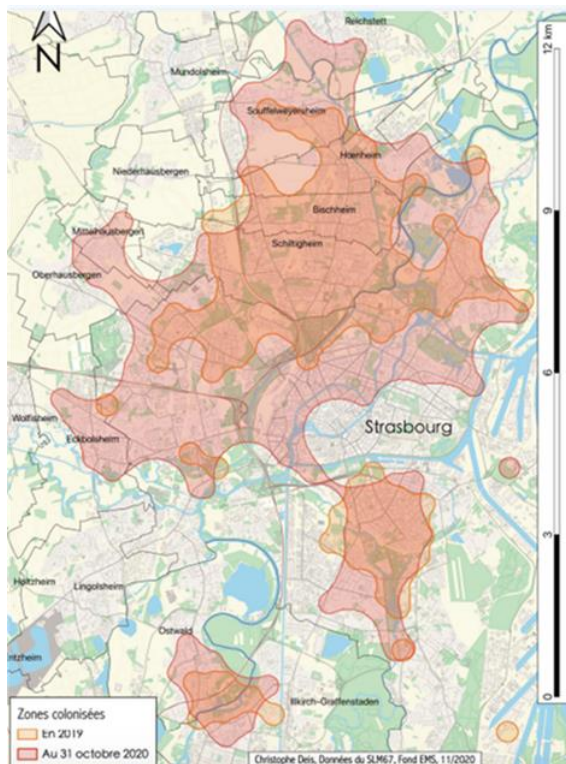 Reichstett
N
Mundolsheim
12 km
Souffelweyersheim
Hoenheim
Niederhausbergen
9
Bischheim
Mittelhausbergen
Schiltigheim
Oberhausbergen
6
Wolfisheim
Strasbourg
Eckbolsheim
3
Holtzheim
Lingolsheim
Ostwald
ntzheim
Illkirch-Graffenstaden
0
Zones colonisées
En 2019
Au 31 octobre 2020
Christophe Deis, Données du SLM67, Fond EMS, 11/2020